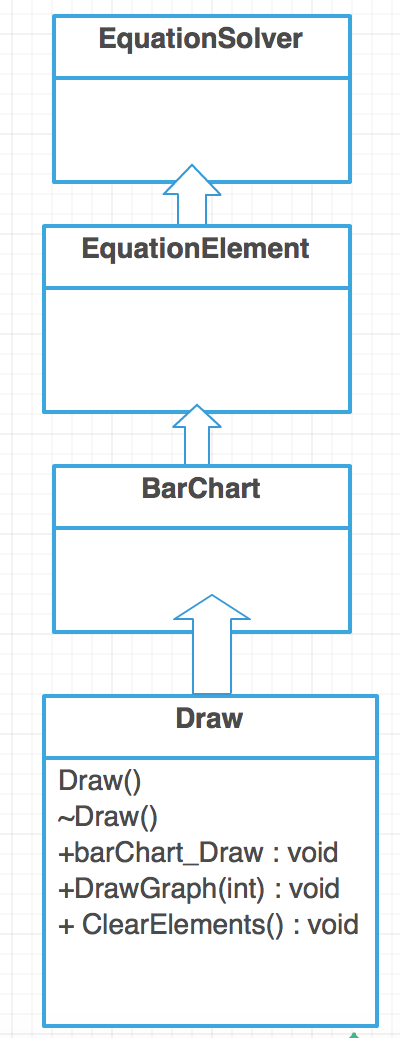 EquationSolver
EquationElement
BarChart
Draw
Draw()
~Draw()
+barChart_Draw : void
+DrawGraph(int) : void
+ ClearElements() : void